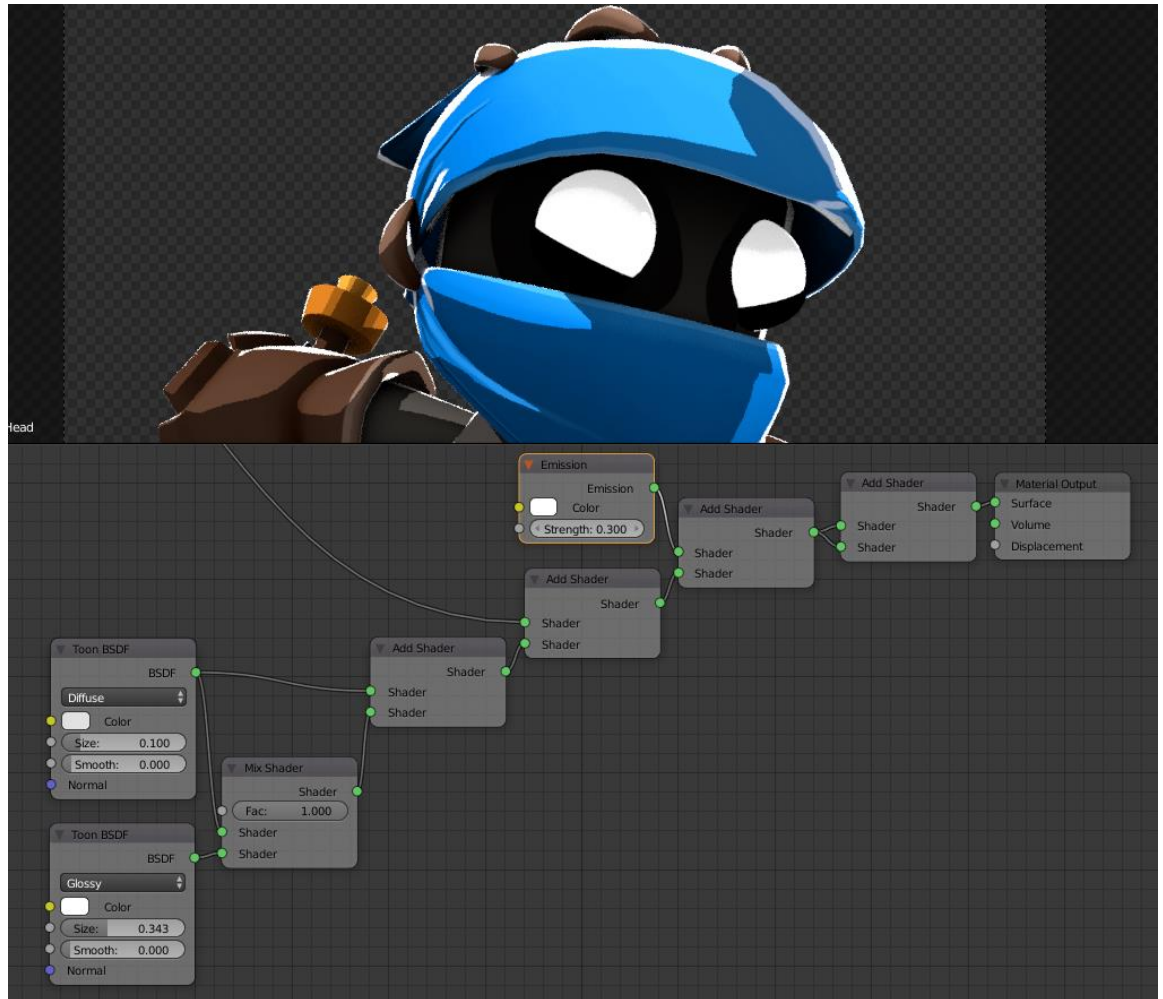 Head
Emission
Emission
Color
Strength: 0.300
Add Shader
Shader
Shader
Shader
Add Shader
Shader
Shader
Shader
Material Output
Surface
Volume
Displacement
Add Shader
Shader
Shader
Shader
Toon BSDF
BSDF
Diffuse
Color
Size: 0.100
Smooth: 0.000
Normal
Add Shader
Shader
Shader
Shader
Mix Shader
Shader
Fac: 1.000
Shader
Shader
Toon BSDF
BSDF
Glossy
Color
Size: 0.343
Smooth: 0.000
Normal